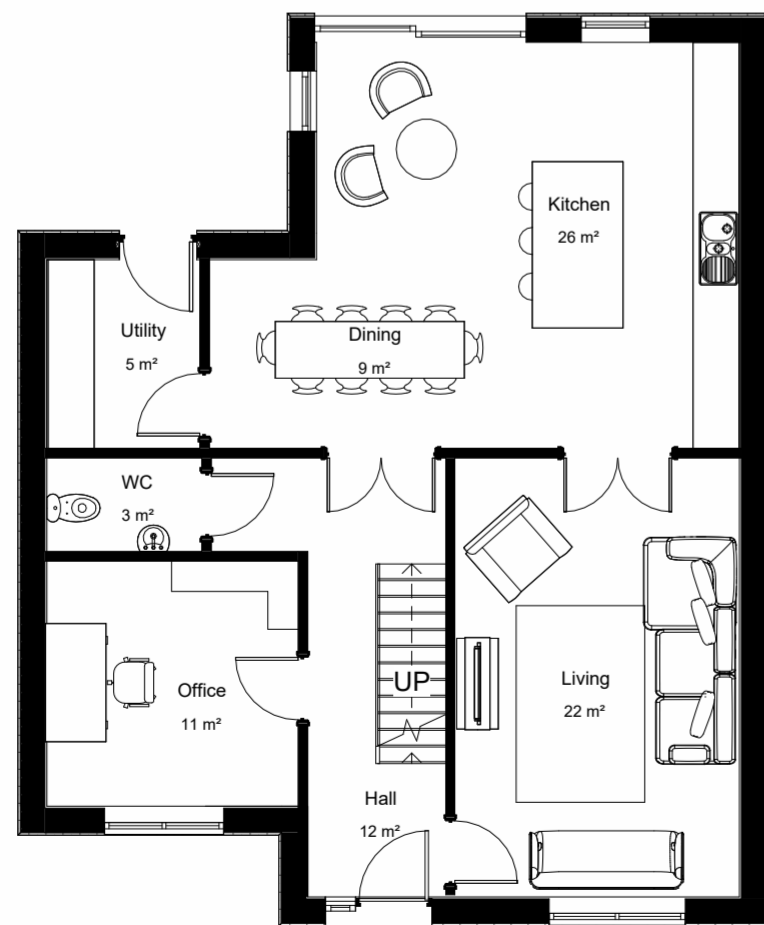 Kitchen
26 m²
Utility
5 m²
Dining
9 m²
WC
3 m²
UP
Office
11 m²
Living
22 m²
Hall
12 m²